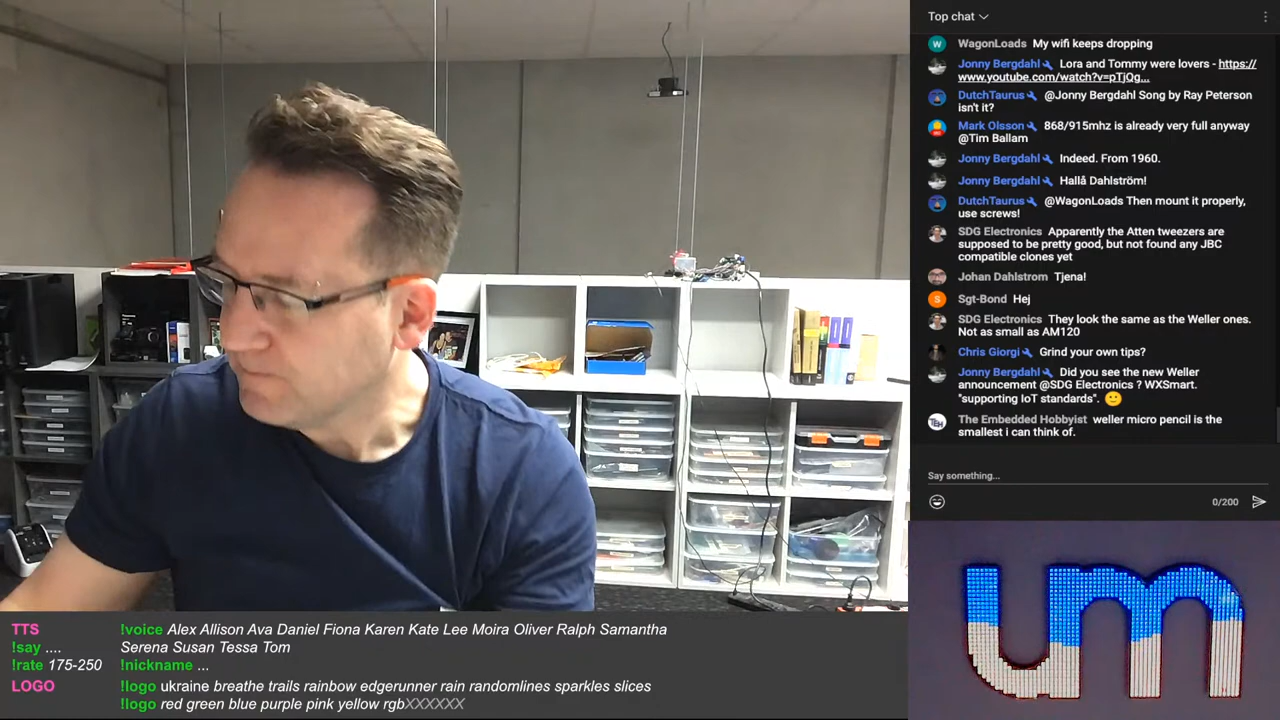 Top chat
WagonLoads My wifi keeps dropping
Jonny Bergdahl Lora and Tommy were lovers - https://
www.youtube.com/watch?v=pTjQg...
DutchTaurus @Jonny Bergdahl Song by Ray Peterson
isn't it?
Mark Olsson 868/915mhz is already very full anyway
@Tim Ballam
Jonny Bergdahl Indeed. From 1960.
Jonny Bergdahl Hallå Dahlström!
DutchTaurus @WagonLoads Then mount it properly,
use screws!
SDG Electronics Apparently the Atten tweezers are
supposed to be pretty good, but not found any JBC
compatible clones yet
Johan Dahlstrom Tjena!
Sgt-Bond Hej
SDG Electronics They look the same as the Weller ones.
Not as small as AM120
Chris Giorgi Grind your own tips?
Jonny Bergdahl Did you see the new Weller
announcement @SDG Electronics ? WXSmart.
"supporting IoT standards". 🙂
The Embedded Hobbyist weller micro pencil is the
smallest i can think of.
Say something...
0/200
um
TTS !voice Alex Allison Ava Daniel Fiona Karen Kate Lee Moira Oliver Ralph Samantha
!say .... Serena Susan Tessa Tom
!rate 175-250 !nickname ...
LOGO !logo ukraine breathe trails rainbow edgerunner rain randomlines sparkles slices
!logo red green blue purple pink yellow rgbXXXXXX